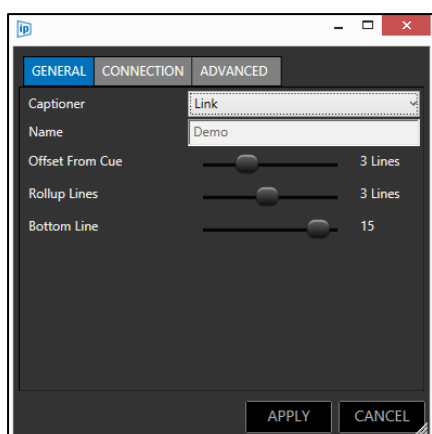 ip
GENERAL CONNECTION ADVANCED
Captioner Link
Name Demo
Offset From Cue 3 Lines
Rollup Lines 3 Lines
Bottom Line 15
APPLY CANCEL